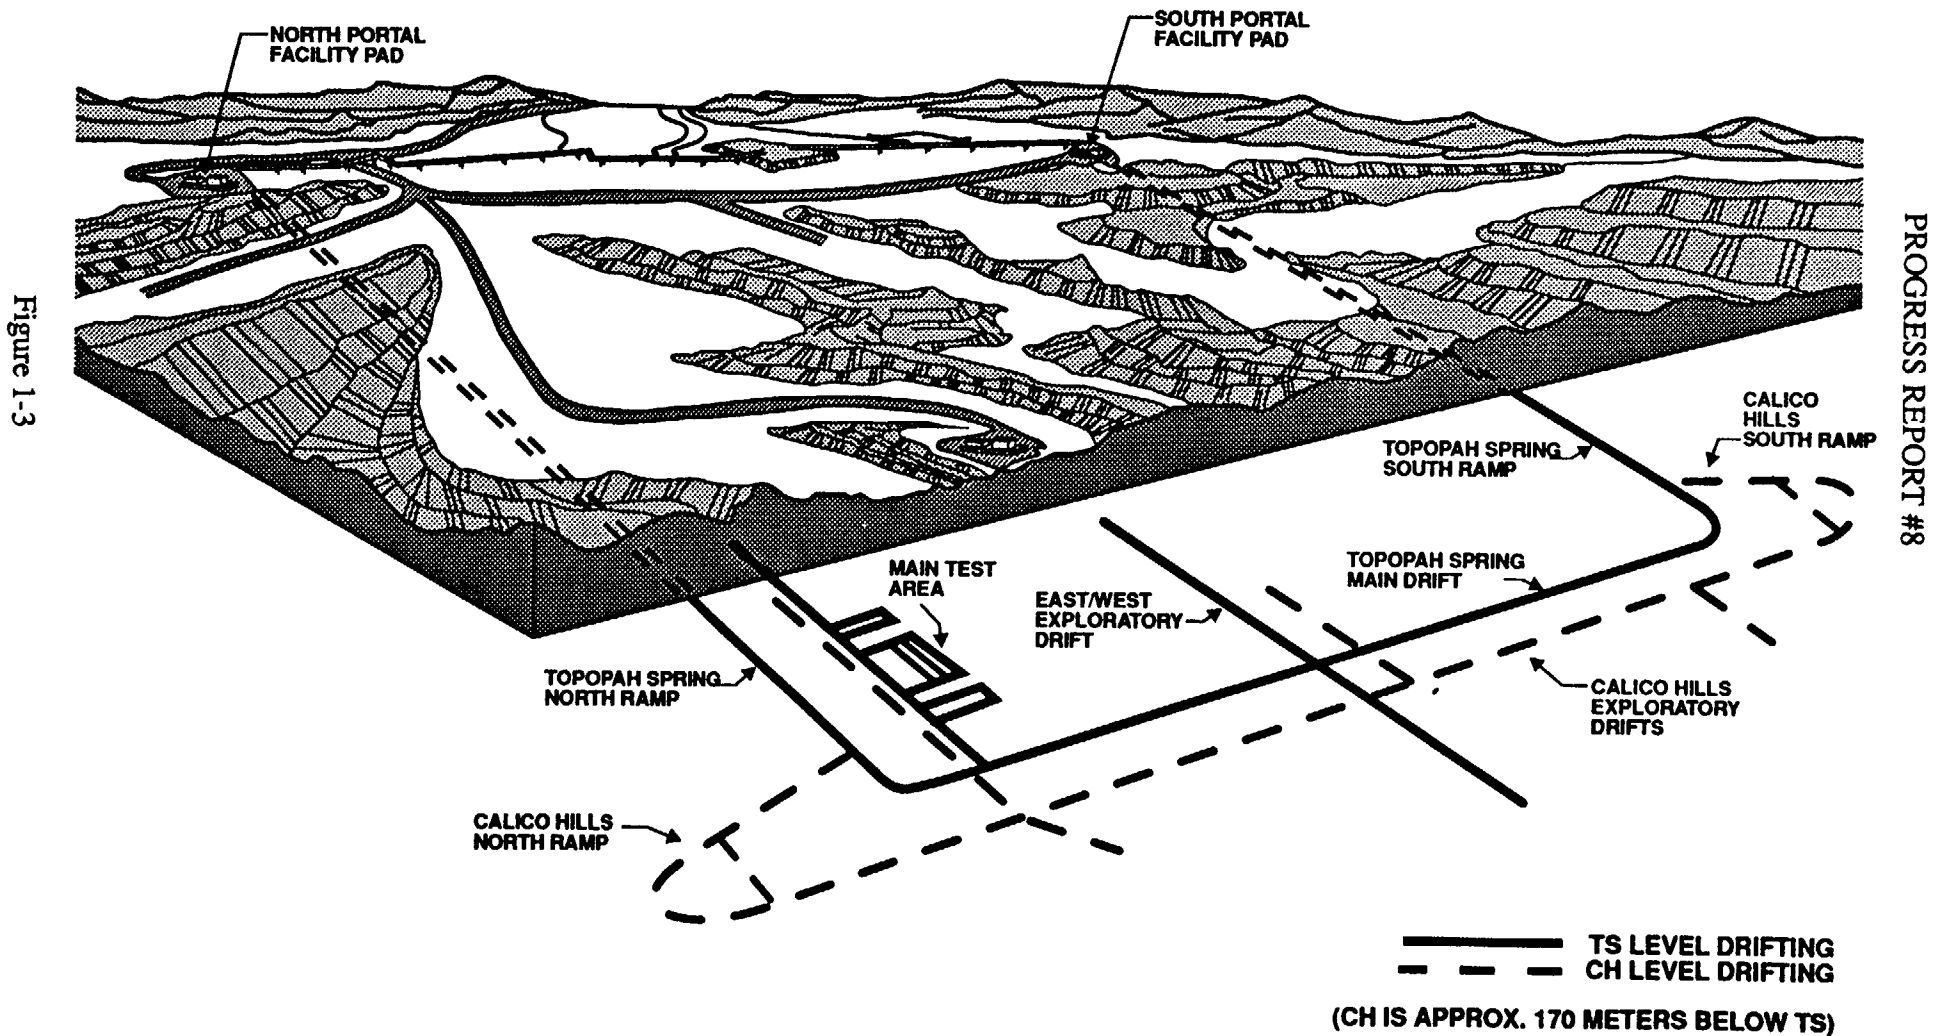 NORTH PORTAL
FACILITY PAD
SOUTH PORTAL
FACILITY PAD
PROGRESS REPORT #8
Figure 1-3
CALICO
HILLS
SOUTH RAMP
TOPOPAH SPRING
SOUTH RAMP
MAIN TEST
AREA
EAST/WEST
EXPLORATORY
DRIFT
TOPOPAH SPRING
MAIN DRIFT
TOPOPAH SPRING
NORTH RAMP
CALICO HILLS
EXPLORATORY
DRIFTS
CALICO HILLS
NORTH RAMP
TS LEVEL DRIFTING
CH LEVEL DRIFTING
(CH IS APPROX. 170 METERS BELOW TS)